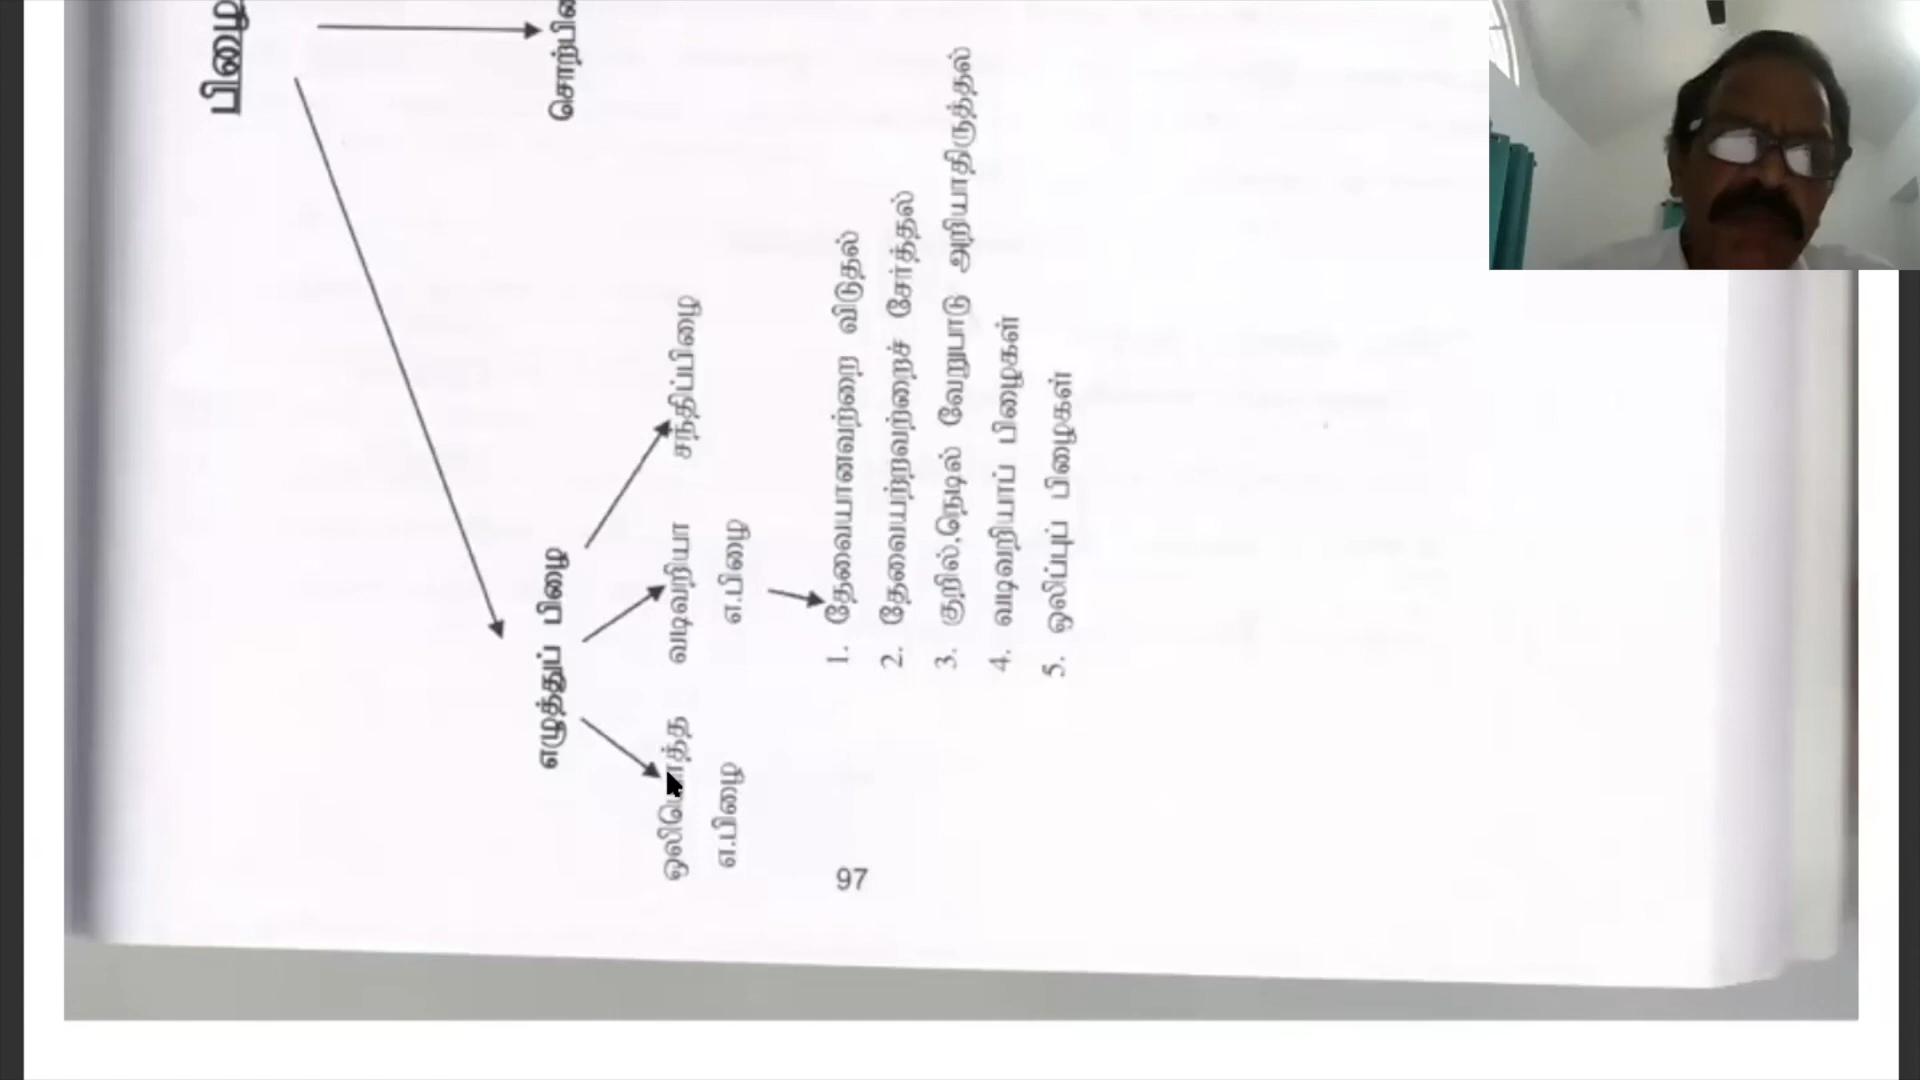 பிழை
எழுத்துப் பிழை
ஒலியொத்த வடிவறியா சந்திப்பிழை
எ.பிழை எ.பிழை
1. தேவையானவற்றை விடுதல்
2. தேவையற்றவற்றைச் சேர்த்தல்
3. குறில்,நெடில் வேறுபாடு அறியாதிருத்தல்
4. வடிவறியாப் பிழைகள்
5. ஒலிப்புப் பிழைகள்
97